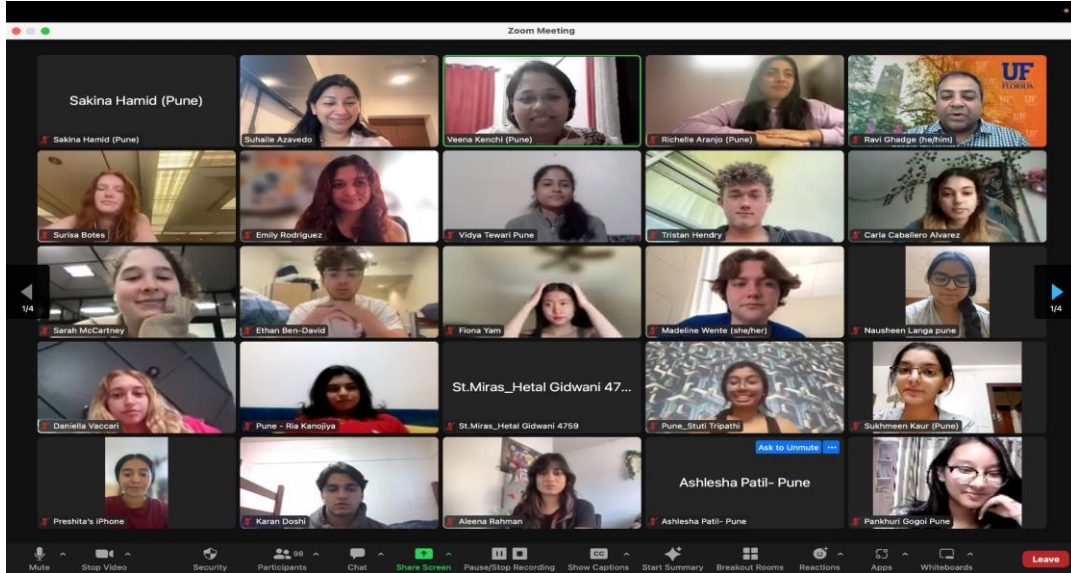 Zoom Meeting
Sakina Hamid (Pune)
Sakina Hamid (Pune)
Suhaile Azavedo
Veena Kenchi (Pune)
Richelle Aranjo (Pune)
UF
FLORIDA
Ravi Ghadge (he/him)
Surisa Botes
Emily Rodriguez
Vidya Tewari Pune
Tristan Hendry
Carla Caballero Alvarez
1/4
Sarah McCartney
Ethan Ben-David
Fiona Yam
Madeline Wente (she/her)
Nausheen Langa pune
1/4
Daniella Vaccari
Pune - Ria Kanojiya
St.Miras_Hetal Gidwani 47...
St.Miras_Hetal Gidwani 4759
Pune_Stuti Tripathi
Sukhmeen Kaur (Pune)
Preshita's iPhone
Karan Doshi
Aleena Rahman
Ask to Unmute ...
Ashlesha Patil- Pune
Ashlesha Patil- Pune
Pankhuri Gogoi Pune
Mute
Stop Video
Security
98
Participants
Chat
Share Screen
Pause/Stop Recording
CC
Show Captions
Start Summary
Breakout Rooms
Reactions
Apps
Whiteboards
Leave